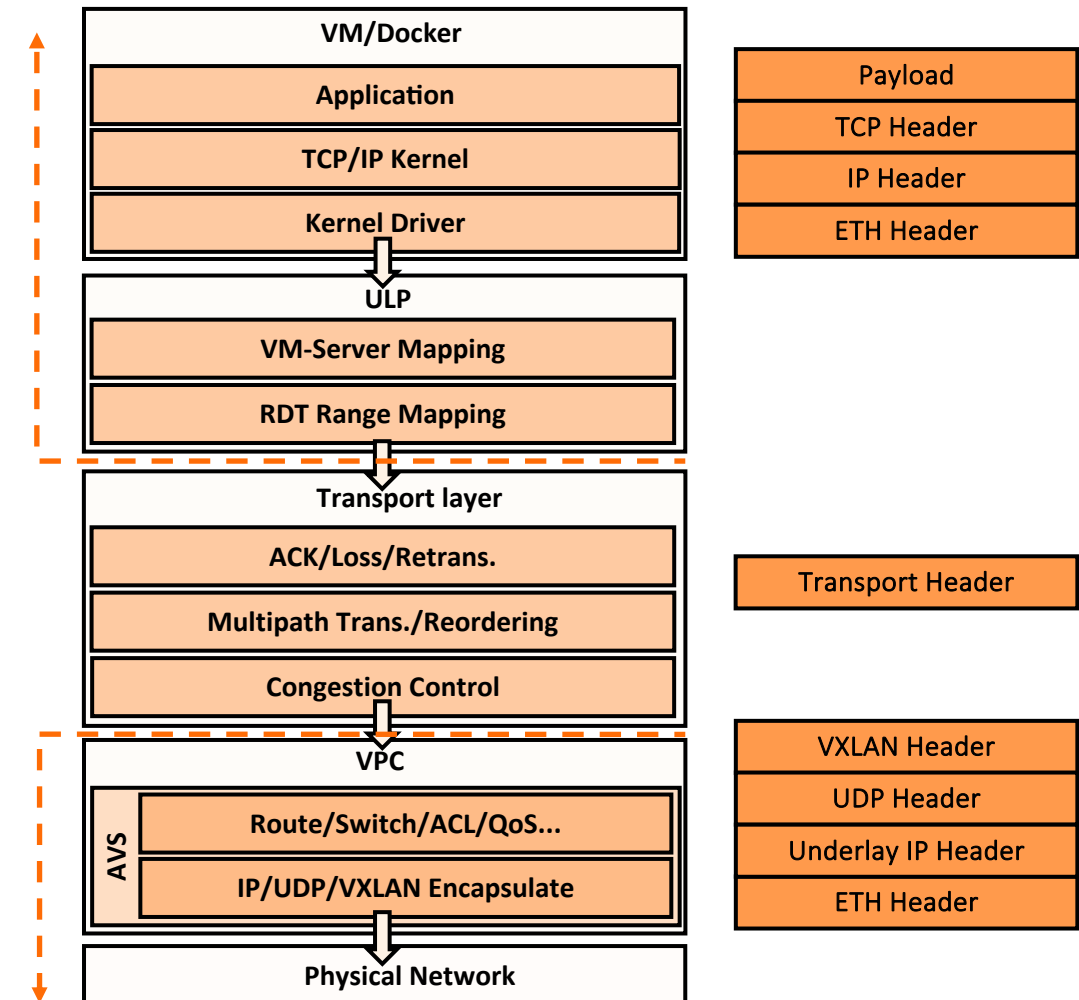 VM/Docker
Application
TCP/IP Kernel
Kernel Driver
ULP
VM-Server Mapping
RDT Range Mapping
Transport layer
ACK/Loss/Retrans.
Multipath Trans./Reordering
Congestion Control
VPC
AVS
Route/Switch/ACL/QoS...
IP/UDP/VXLAN Encapsulate
Physical Network
Payload
TCP Header
IP Header
ETH Header
Transport Header
VXLAN Header
UDP Header
Underlay IP Header
ETH Header